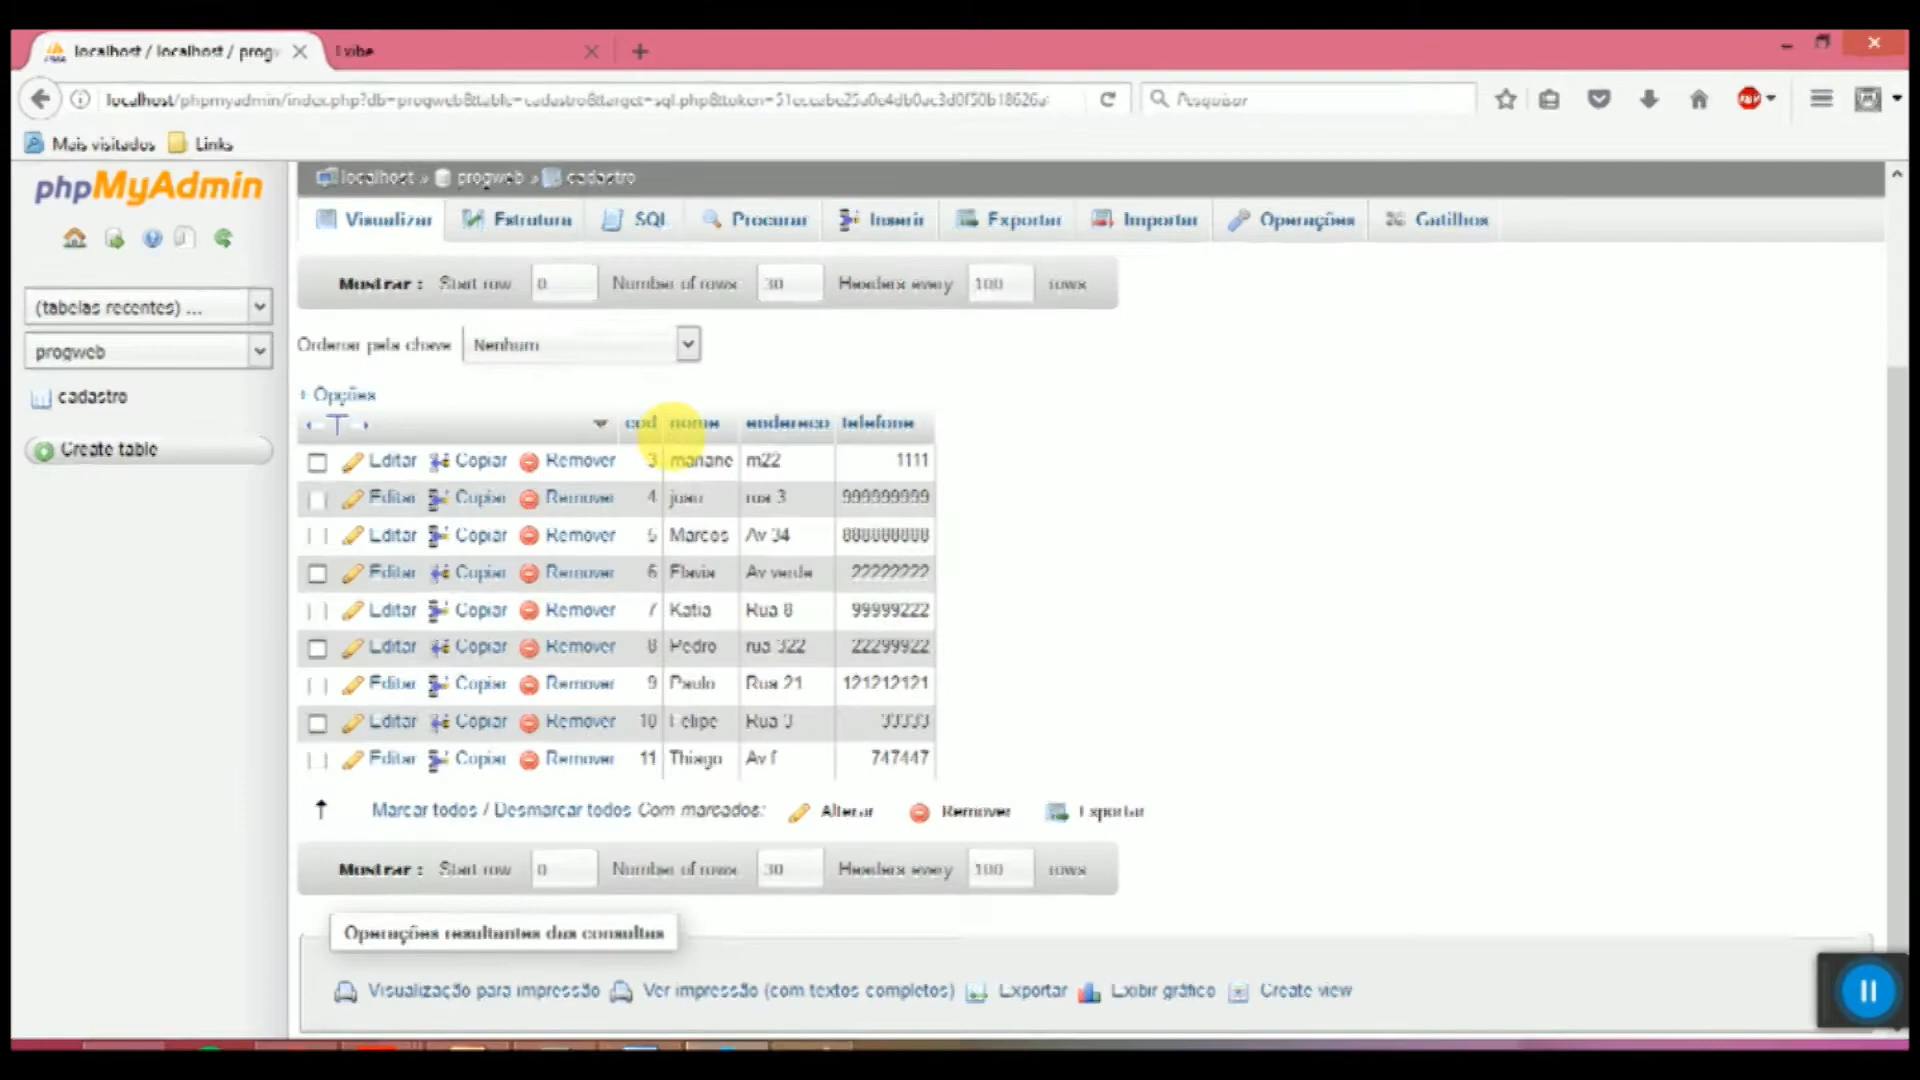 localhost / localhost / prog
Exibe
localhost/phpmyadmin/index.php?db=progweb&table=cadastro&target=sql.php&token=
Pesquisar
Mais visitados Links
phpMyAdmin
(tabelas recentes) ...
progweb
cadastro
Create table
localhost » progweb » cadastro
Visualizar Estrutura SQL Procurar Inserir Exportar Importar Operações Gatilhos
Mostrar : Start row 0 Number of rows 30 Headers every 100 rows
Ordenar pela chave Nenhum
+ Opções
cod nome endereco telefone
Editar Copiar Remover 3 mariane m22 1111
Editar Copiar Remover 4 rua 3 999999999
Editar Copiar Remover 5 Marcos Av 34 888888888
Editar Copiar Remover 6 Flavia Av verde 22222222
Editar Copiar Remover 7 Katia Rua 8 99999222
Editar Copiar Remover 8 Pedro rua 322 22299922
Editar Copiar Remover 9 Paulo Rua 21 121212121
Editar Copiar Remover 10 Felipe Rua 3 33333
Editar Copiar Remover 11 Thiago Av f 747447
Marcar todos / Desmarcar todos Com marcados: Alterar Remover Exportar
Mostrar : Start row 0 Number of rows 30 Headers every 100 rows
Operações resultantes das consultas
Visualização para impressão Ver impressão (com textos completos) Exportar Exibir gráfico Create view